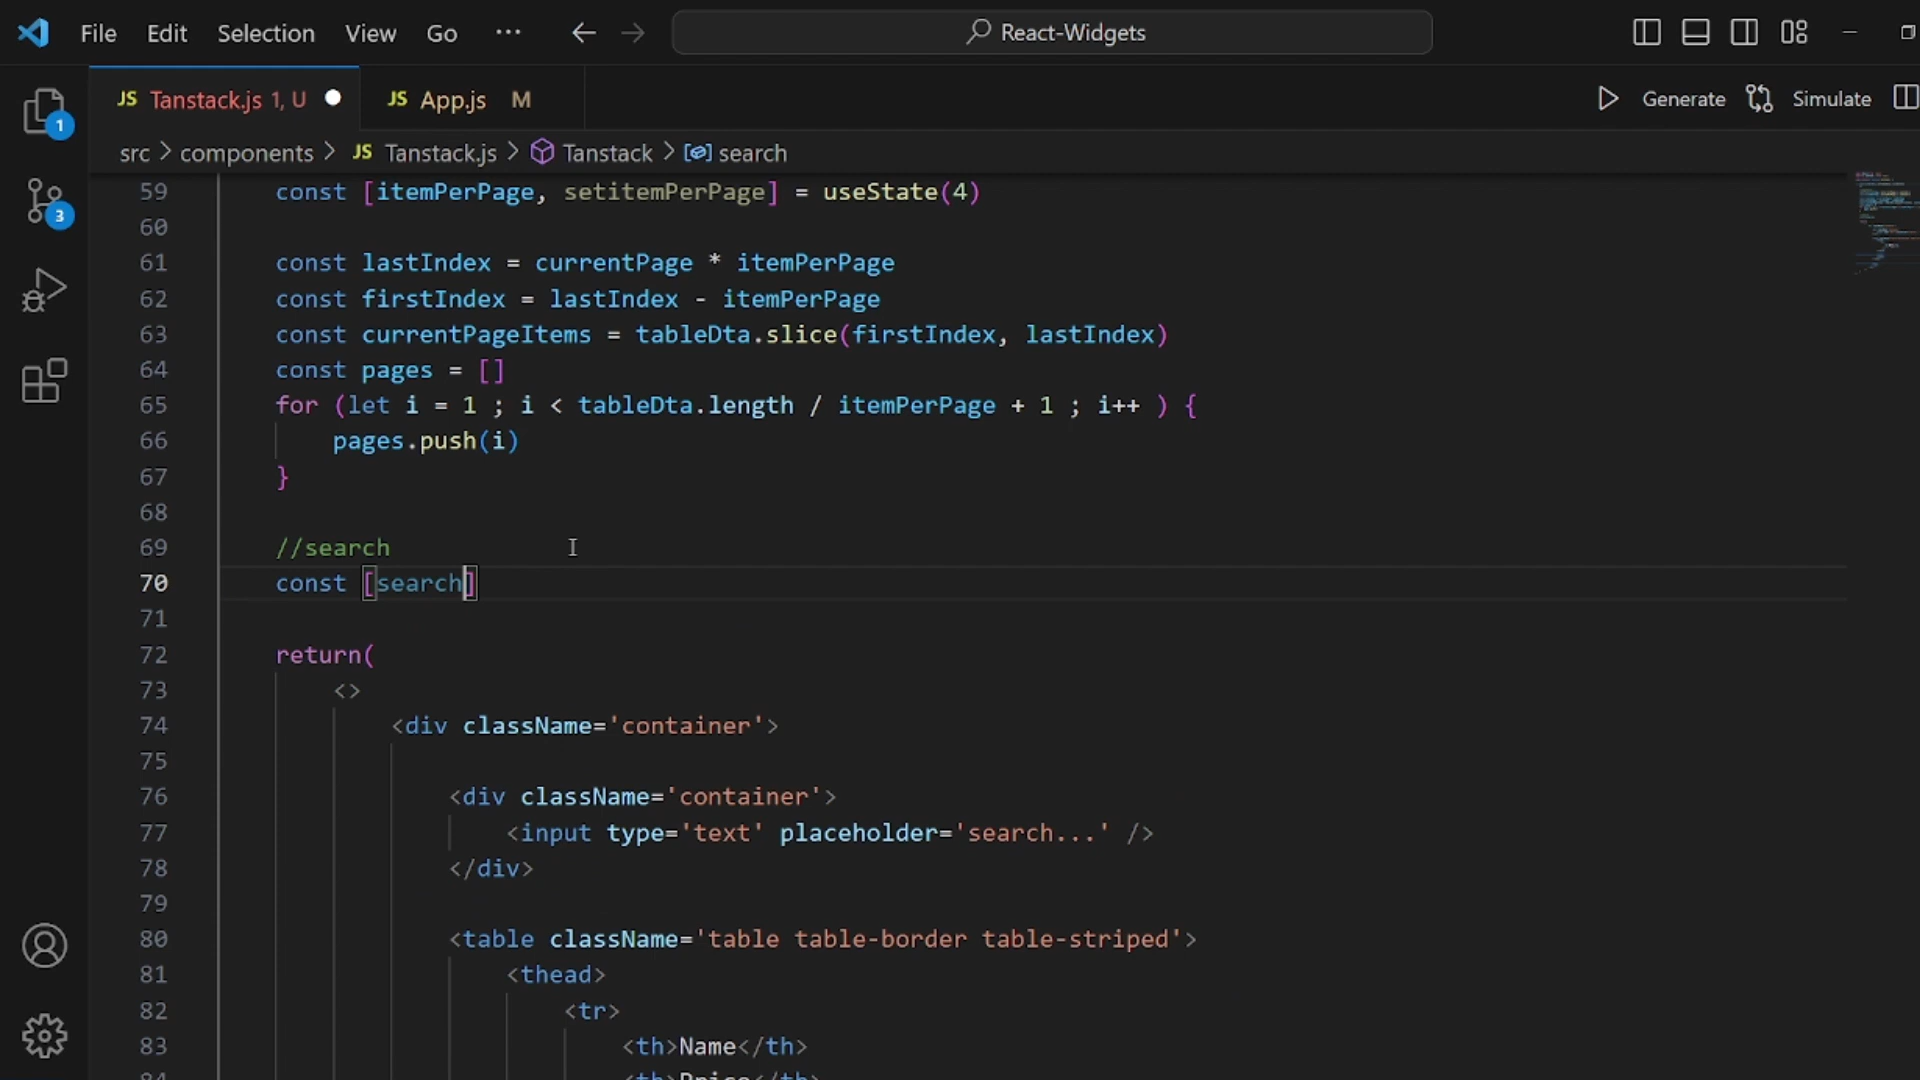 File Edit Selection View Go ... React-Widgets
JS Tanstack.js 1, U JS App.js M Generate Simulate
src > components > JS Tanstack.js > Tanstack > search
1
3
59 const [itemPerPage, setitemPerPage] = useState(4)
60
61 const lastIndex = currentPage * itemPerPage
62 const firstIndex = lastIndex - itemPerPage
63 const currentPageItems = tableDta.slice(firstIndex, lastIndex)
64 const pages = []
65 for (let i = 1 ; i < tableDta.length / itemPerPage + 1 ; i++ ) {
66 pages.push(i)
67 }
68
69 //search
70 const [search]
71
72 return(
73 <>
74 <div className='container'>
75
76 <div className='container'>
77 <input type='text' placeholder='search...' />
78 </div>
79
80 <table className='table table-border table-striped'>
81 <thead>
82 <tr>
83 <th>Name</th>
84 <th>Price</th>